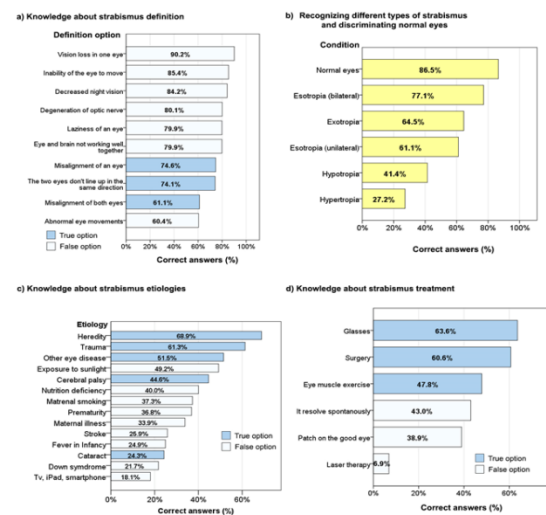 a) Knowledge about strabismus definition
Definition option
Vision loss in one eye 90.2%
Inability of the eye to move 85.4%
Decreased night vision 84.2%
Degeneration of optic nerve 80.1%
Laziness of an eye 79.9%
Eye and brain not working well,
together 79.9%
Misalignment of an eye 74.6%
The two eyes don't line up in the,
same direction 74.1%
Misalignment of both eyes 61.1%
Abnormal eye movements 60.4%
True option
False option
0% 20% 40% 60% 80% 100%
Correct answers (%)
b) Recognizing different types of strabismus
and discriminating normal eyes
Condition
Normal eyes 86.5%
Esotropia (bilateral) 77.1%
Exotropia 64.5%
Esotropia (unilateral) 61.1%
Hypotropia 41.4%
Hypertropia 27.2%
0% 20% 40% 60% 80% 100%
Correct answers (%)
c) Knowledge about strabismus etiologies
Etiology
Heredity 68.9%
Trauma 61.3%
Other eye disease 51.5%
Exposure to sunlight 49.2%
Cerebral palsy 44.6%
Nutrition deficiency 40.0%
Matrenal smoking 37.3%
Prematurity 36.8%
Maternal illness 33.9%
Stroke 25.9%
Fever in Infancy 24.9%
Cataract 24.3%
Down symdrome 21.7%
Tv, iPad, smartphone 18.1%
True option
False option
0% 20% 40% 60%
Correct answers (%)
d) Knowledge about strabismus treatment
Glasses 63.6%
Surgery 60.6%
Eye muscle exercise 47.8%
It resolve spontanously 43.0%
Patch on the good eye 38.9%
Laser therapy 6.9%
True option
False option
0% 20% 40% 60%
Correct answers (%)